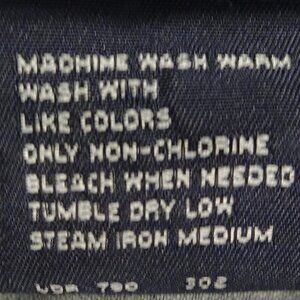 MACHINE WASH WARM
WASH WITH
LIKE COLORS
ONLY NON-CHLORINE
BLEACH WHEN NEEDED
TUMBLE DRY LOW
STEAM IRON MEDIUM
302